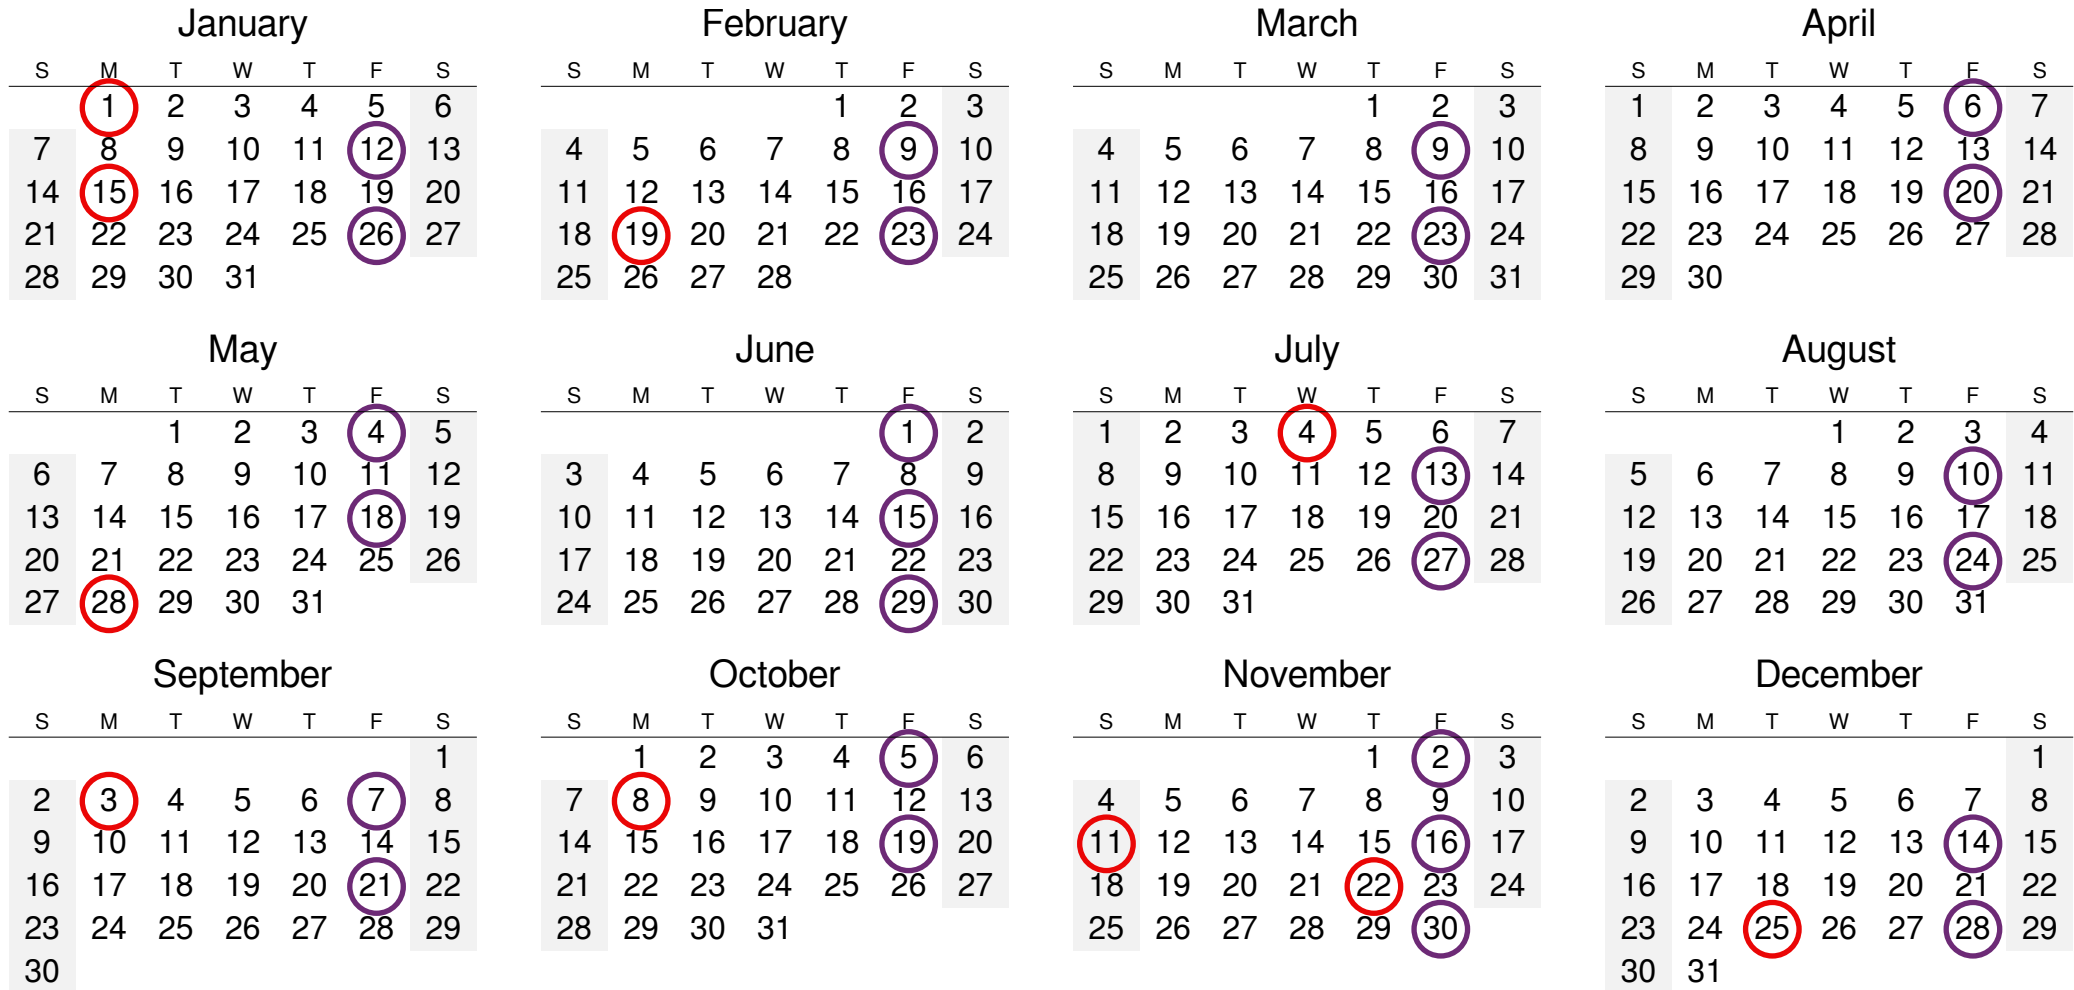 January February March April
S M T W T F S S M T W T F S S M T W T F S S M T W T F S
1 2 3 4 5 6 1 2 3 1 2 3 1 2 3 4 5 6 7
7 8 9 10 11 12 13 4 5 6 7 8 9 10 4 5 6 7 8 9 10 8 9 10 11 12 13 14
14 15 16 17 18 19 20 11 12 13 14 15 16 17 11 12 13 14 15 16 17 15 16 17 18 19 20 21
21 22 23 24 25 26 27 18 19 20 21 22 23 24 18 19 20 21 22 23 24 22 23 24 25 26 27 28
28 29 30 31 25 26 27 28 25 26 27 28 29 30 31 29 30
May June July August
S M T W T F S S M T W T F S S M T W T F S S M T W T F S
1 2 3 4 5 1 2 1 2 3 4 5 6 7 1 2 3 4
6 7 8 9 10 11 12 3 4 5 6 7 8 9 8 9 10 11 12 13 14 5 6 7 8 9 10 11
13 14 15 16 17 18 19 10 11 12 13 14 15 16 15 16 17 18 19 20 21 12 13 14 15 16 17 18
20 21 22 23 24 25 26 17 18 19 20 21 22 23 22 23 24 25 26 27 28 19 20 21 22 23 24 25
27 28 29 30 31 24 25 26 27 28 29 30 29 30 31 26 27 28 29 30 31
September October November December
S M T W T F S S M T W T F S S M T W T F S S M T W T F S
1 1 2 3 4 5 6 1 2 3 1
2 3 4 5 6 7 8 7 8 9 10 11 12 13 4 5 6 7 8 9 10 2 3 4 5 6 7 8
9 10 11 12 13 14 15 14 15 16 17 18 19 20 11 12 13 14 15 16 17 9 10 11 12 13 14 15
16 17 18 19 20 21 22 21 22 23 24 25 26 27 18 19 20 21 22 23 24 16 17 18 19 20 21 22
23 24 25 26 27 28 29 28 29 30 31 25 26 27 28 29 30 23 24 25 26 27 28 29
30 30 31